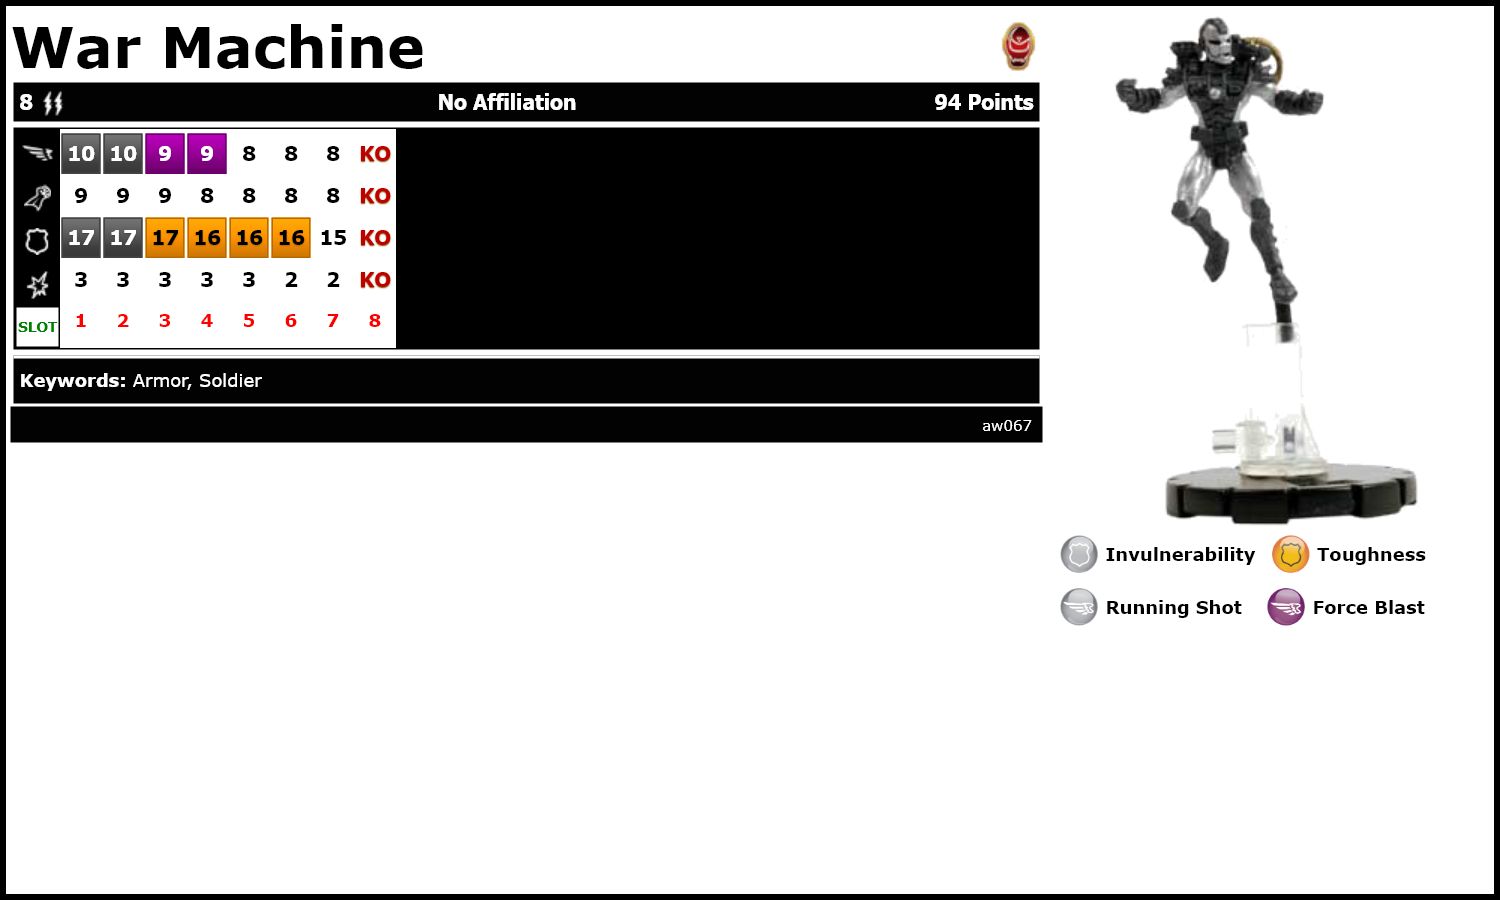 War Machine
8 No Affiliation 94 Points
10 10 9 9 8 8 8 KO
9 9 9 8 8 8 8 KO
17 17 17 16 16 16 15 KO
3 3 3 3 3 2 2 KO
SLOT 1 2 3 4 5 6 7 8
Keywords: Armor, Soldier
aw067
Invulnerability Toughness
Running Shot Force Blast